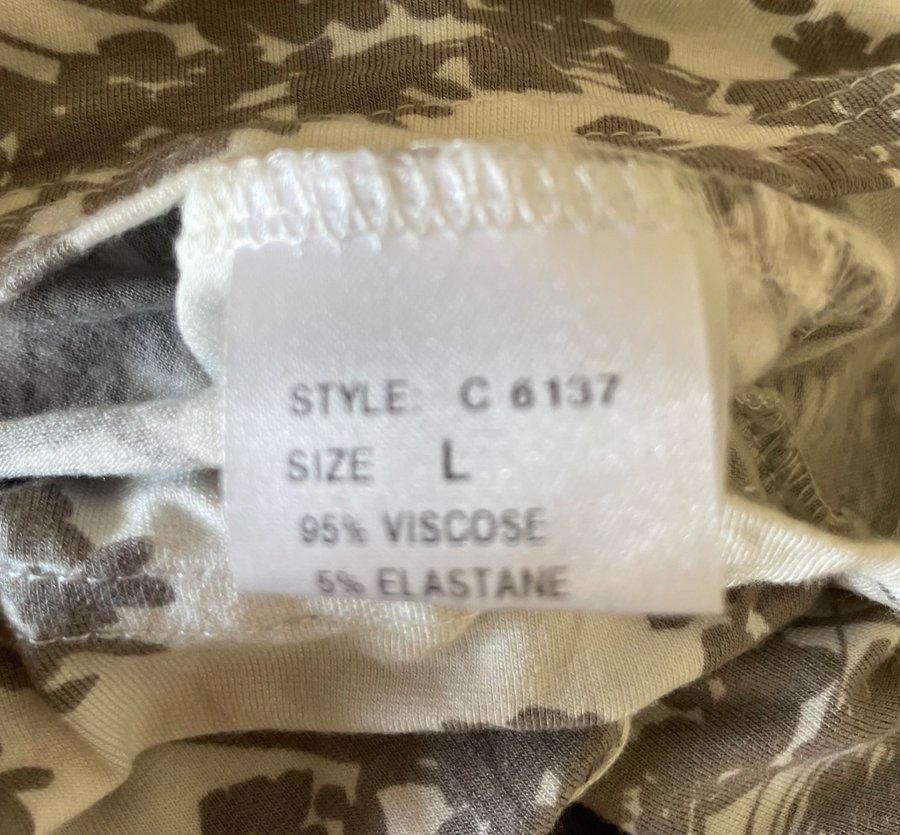 STYLE: C 6137
SIZE L
95% VISCOSE
5% ELASTANE